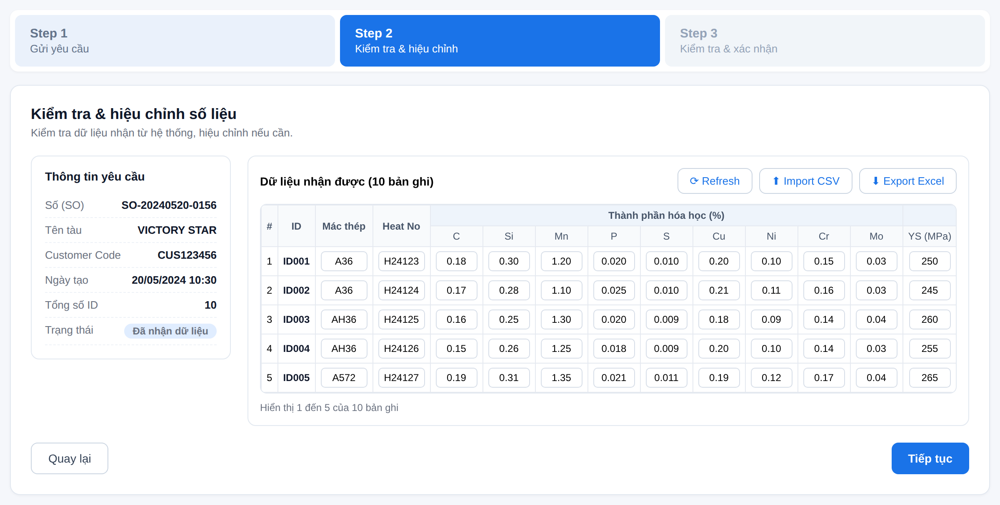 Step 1
Gửi yêu cầu
Step 2
Kiểm tra & hiệu chỉnh
Step 3
Kiểm tra & xác nhận
Kiểm tra & hiệu chỉnh số liệu
Kiểm tra dữ liệu nhận từ hệ thống, hiệu chỉnh nếu cần.
Thông tin yêu cầu
Số (SO) SO-20240520-0156
Tên tàu VICTORY STAR
Customer Code CUS123456
Ngày tạo 20/05/2024 10:30
Tổng số ID 10
Trạng thái Đã nhận dữ liệu
Dữ liệu nhận được (10 bản ghi)
⟳ Refresh ⬆ Import CSV ⬇ Export Excel
# ID Mác thép Heat No Thành phần hóa học (%)
C Si Mn P S Cu Ni Cr Mo YS (MPa)
1 ID001 A36 H24123 0.18 0.30 1.20 0.020 0.010 0.20 0.10 0.15 0.03 250
2 ID002 A36 H24124 0.17 0.28 1.10 0.025 0.010 0.21 0.11 0.16 0.03 245
3 ID003 AH36 H24125 0.16 0.25 1.30 0.020 0.009 0.18 0.09 0.14 0.04 260
4 ID004 AH36 H24126 0.15 0.26 1.25 0.018 0.009 0.20 0.10 0.14 0.03 255
5 ID005 A572 H24127 0.19 0.31 1.35 0.021 0.011 0.19 0.12 0.17 0.04 265
Hiển thị 1 đến 5 của 10 bản ghi
Quay lại
Tiếp tục